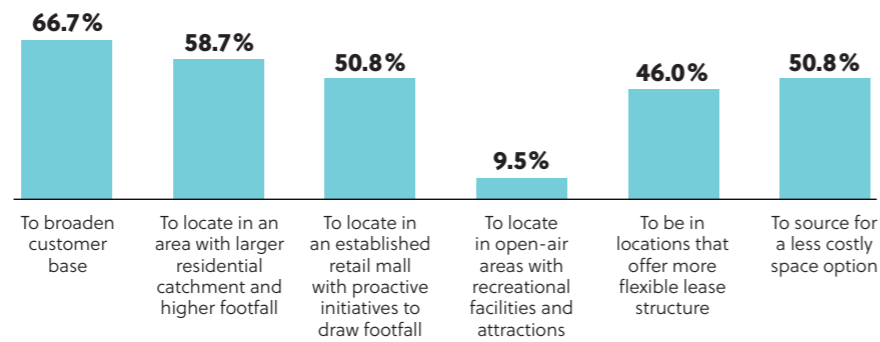 66.7%
58.7%
50.8%
9.5%
46.0%
50.8%
To broaden
customer
base
To locate in an
area with larger
residential
catchment and
higher footfall
To locate in
an established
retail mall
with proactive
initiatives to
draw footfall
To locate
in open-air
areas with
recreational
facilities and
attractions
To be in
locations that
offer more
flexible lease
structure
To source for
a less costly
space option